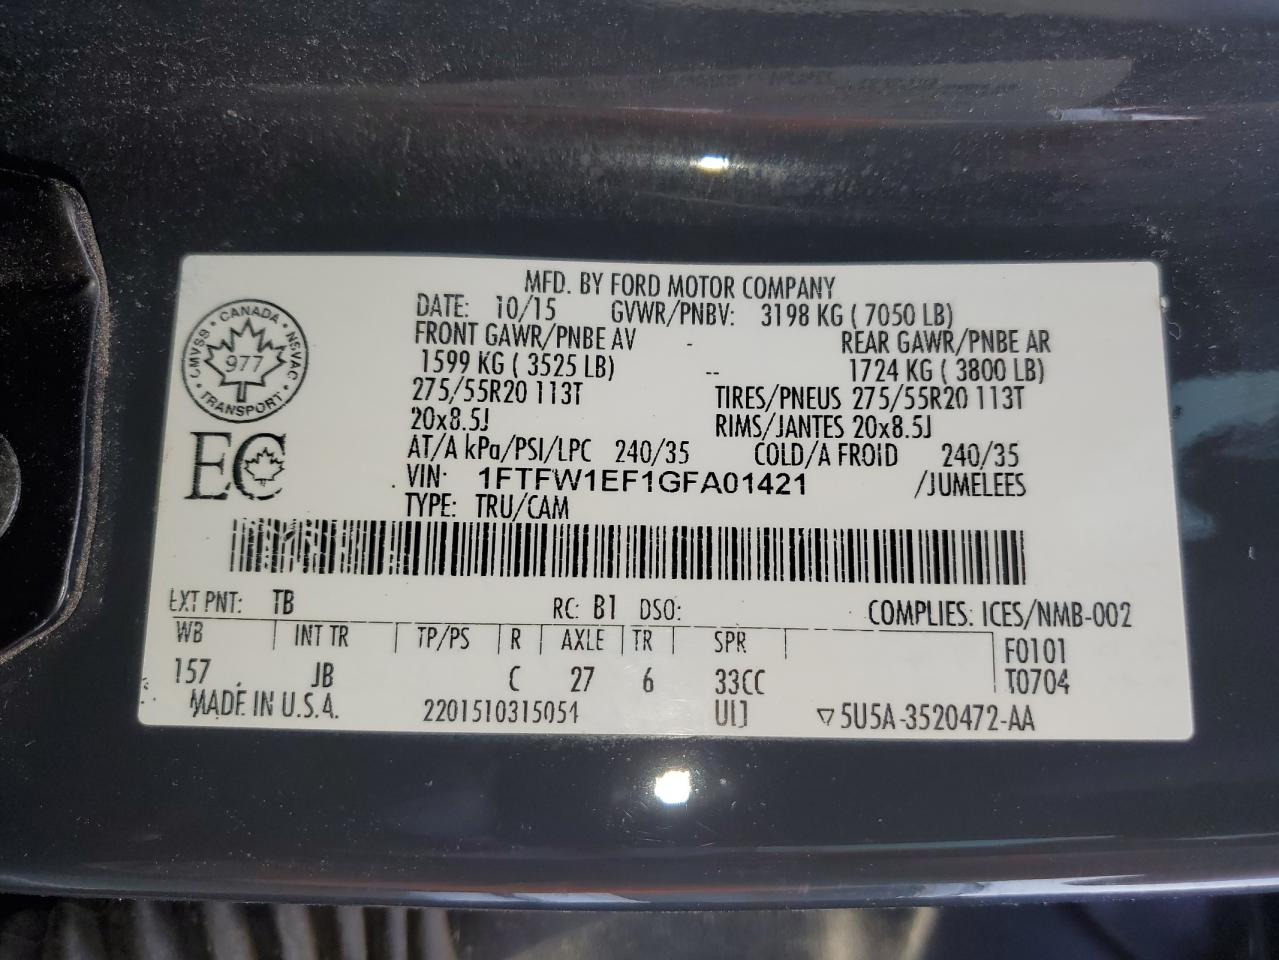 MFD. BY FORD MOTOR COMPANY
DATE: 10/15 GVWR/PNBV: 3198 KG ( 7050 LB)
FRONT GAWR/PNBE AV - REAR GAWR/PNBE AR
1599 KG ( 3525 LB) -- 1724 KG ( 3800 LB)
275/55R20 113T TIRES/PNEUS 275/55R20 113T
20x8.5J RIMS/JANTES 20x8.5J
AT/A kPa/PSI/LPC 240/35 COLD/A FROID 240/35
VIN: 1FTFW1EF1GFA01421 /JUMELEES
TYPE: TRU/CAM
CANADA
CMVSS NSVAC
977
TRANSPORT
EC
EXT PNT: TB RC: B1 DSO: COMPLIES: ICES/NMB-002
WB INT TR TP/PS R AXLE TR SPR F0101
157 JB C 27 6 33CC T0704
MADE IN U.S.A. 2201510315054 5U5A-3520472-AA